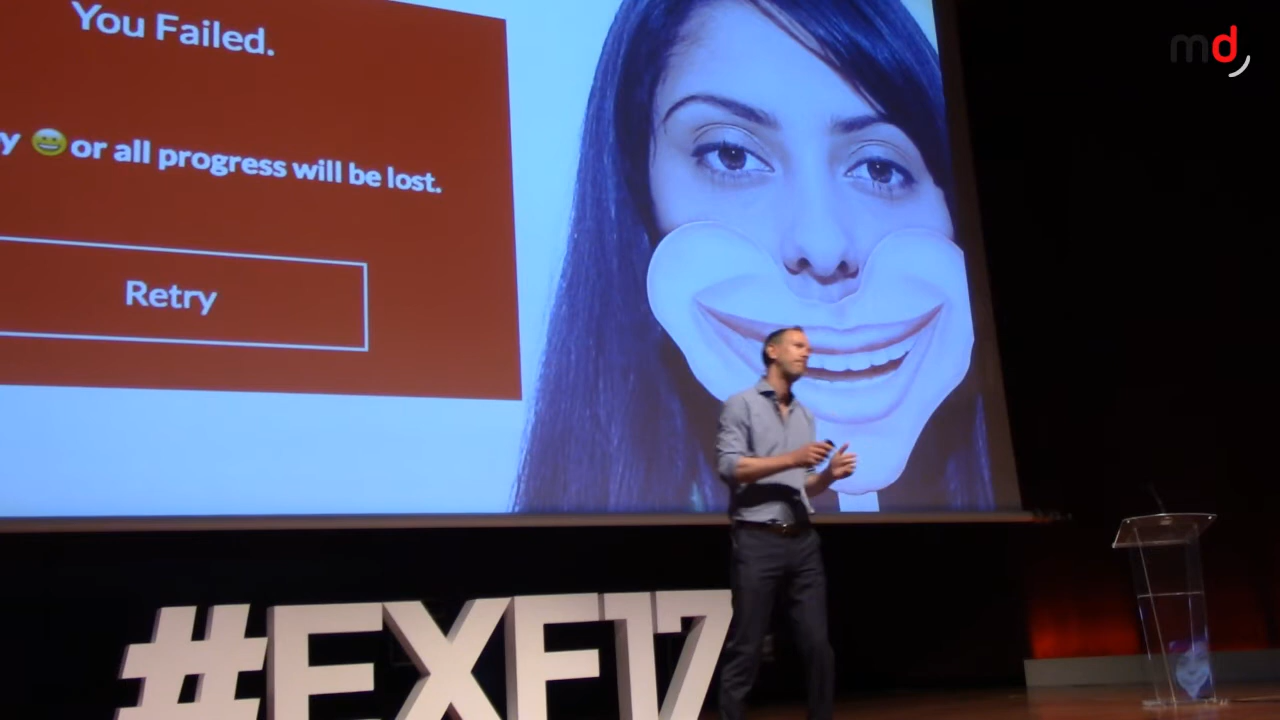 You Failed.
y 😀 or all progress will be lost.
Retry
#EXF17
md